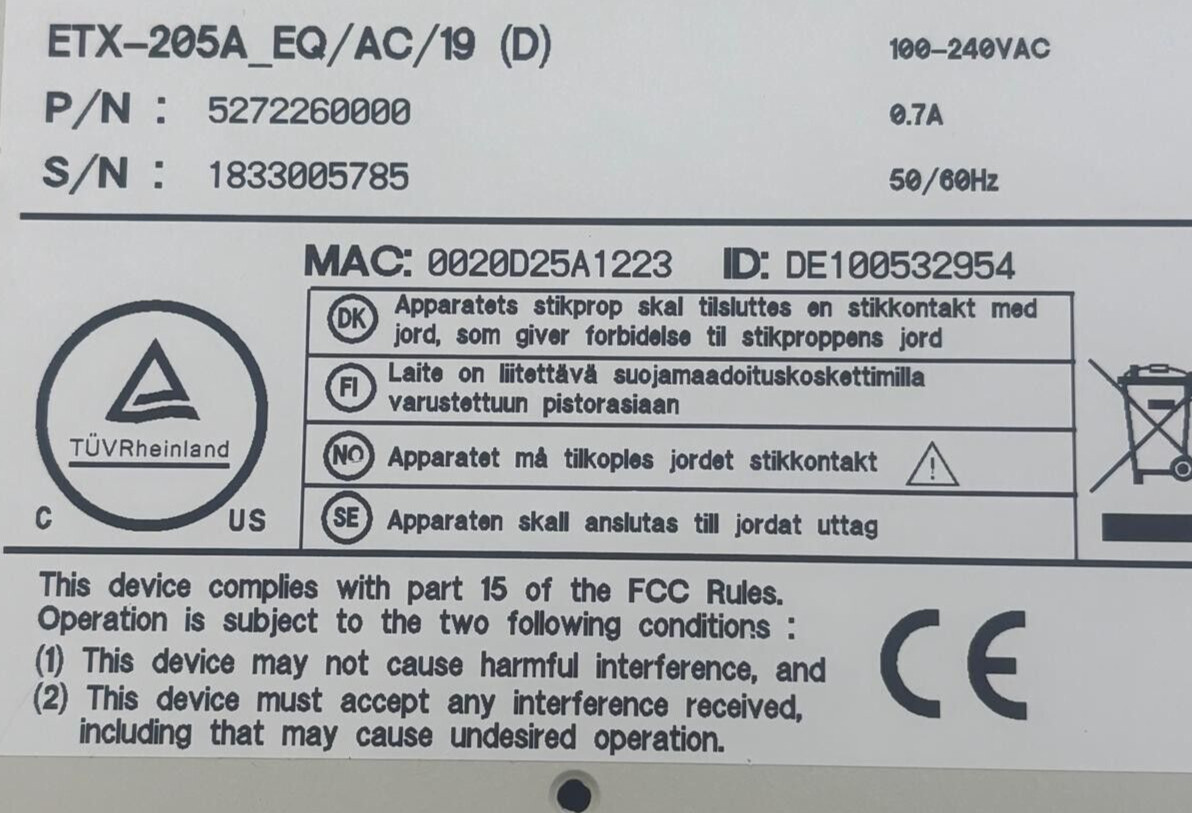 ETX-205A_EQ/AC/19 (D)
100-240VAC
P/N : 5272260000
0.7A
S/N : 1833005785
50/60Hz
MAC: 0020D25A1223 ID: DE100532954
DK Apparatets stikprop skal tilsluttes en stikkontakt med
jord, som giver forbidelse til stikproppens jord
FI Laite on liitettävä suojamaadoituskoskettimilla
varustettuun pistorasiaan
NO Apparatet må tilkoples jordet stikkontakt
SE Apparaten skall anslutas till jordat uttag
TÜVRheinland
C US
This device complies with part 15 of the FCC Rules.
Operation is subject to the two following conditions :
(1) This device may not cause harmful interference, and
(2) This device must accept any interference received,
including that may cause undesired operation.
CE